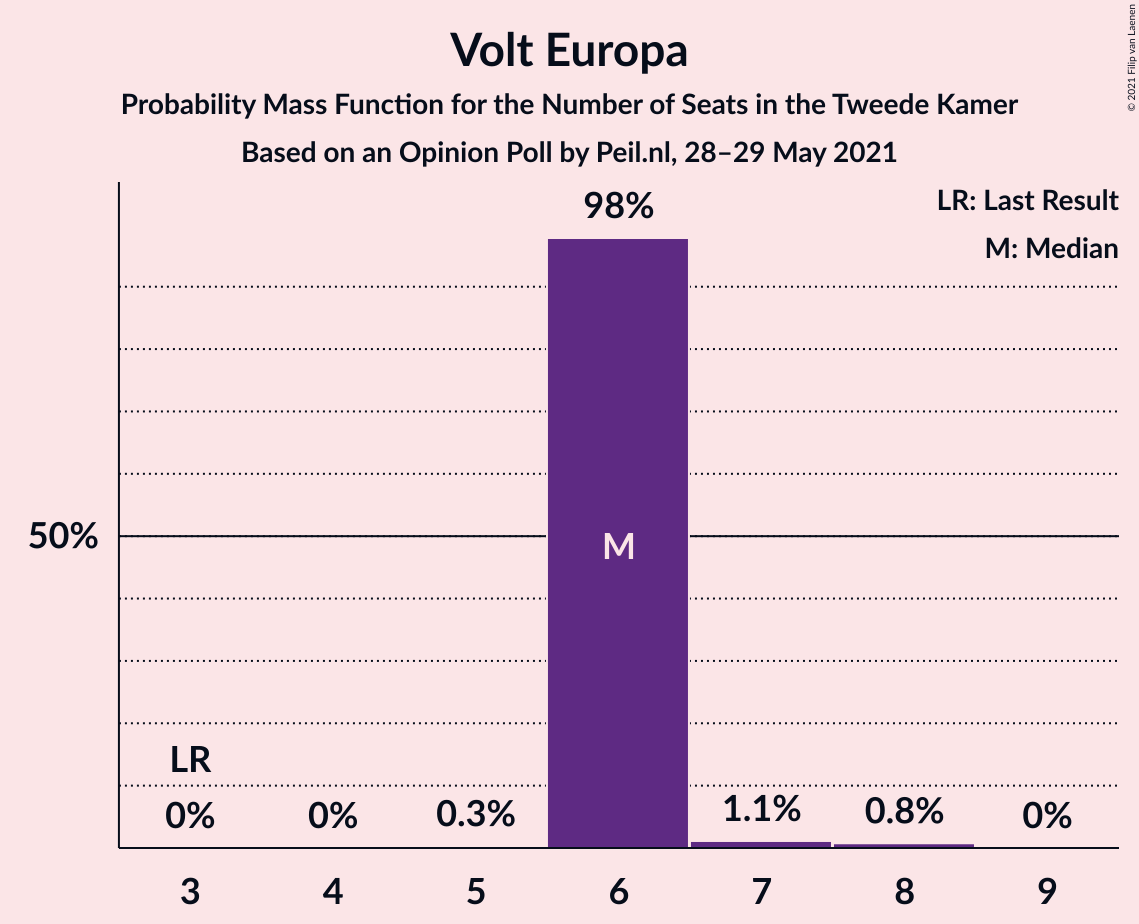 Volt Europa
Probability Mass Function for the Number of Seats in the Tweede Kamer
Based on an Opinion Poll by Peil.nl, 28–29 May 2021
© 2021 Filip van Laenen
LR: Last Result
M: Median
98%
50%
M
LR
0%
0%
0.3%
1.1%
0.8%
0%
3
4
5
6
7
8
9